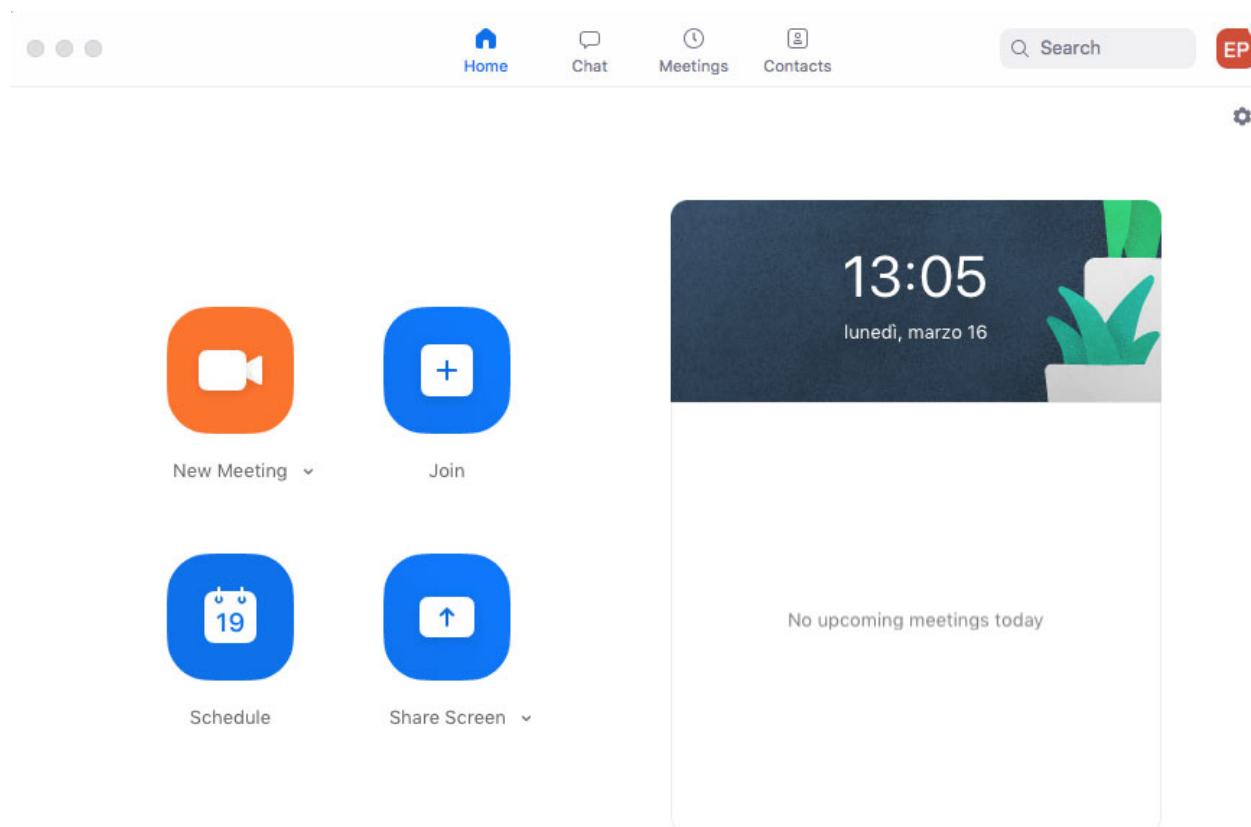 Home Chat Meetings Contacts Search EP
13:05
lunedì, marzo 16
New Meeting Join
19
Schedule Share Screen
No upcoming meetings today